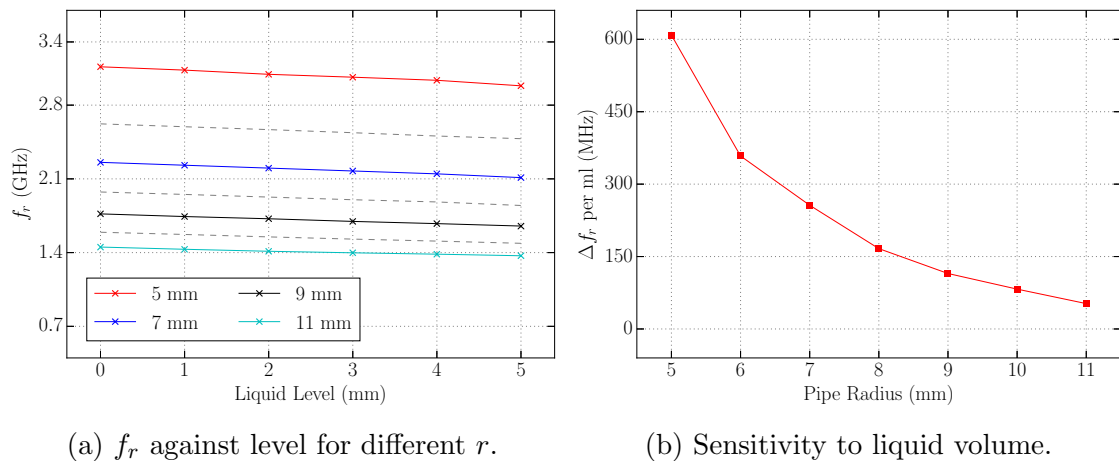 3.4
2.8
2.1
1.4
0.7
f_r (GHz)
0 1 2 3 4 5
Liquid Level (mm)
5 mm 9 mm
7 mm 11 mm
(a) f_r against level for different r.
600
450
300
150
0
Δf_r per ml (MHz)
5 6 7 8 9 10 11
Pipe Radius (mm)
(b) Sensitivity to liquid volume.